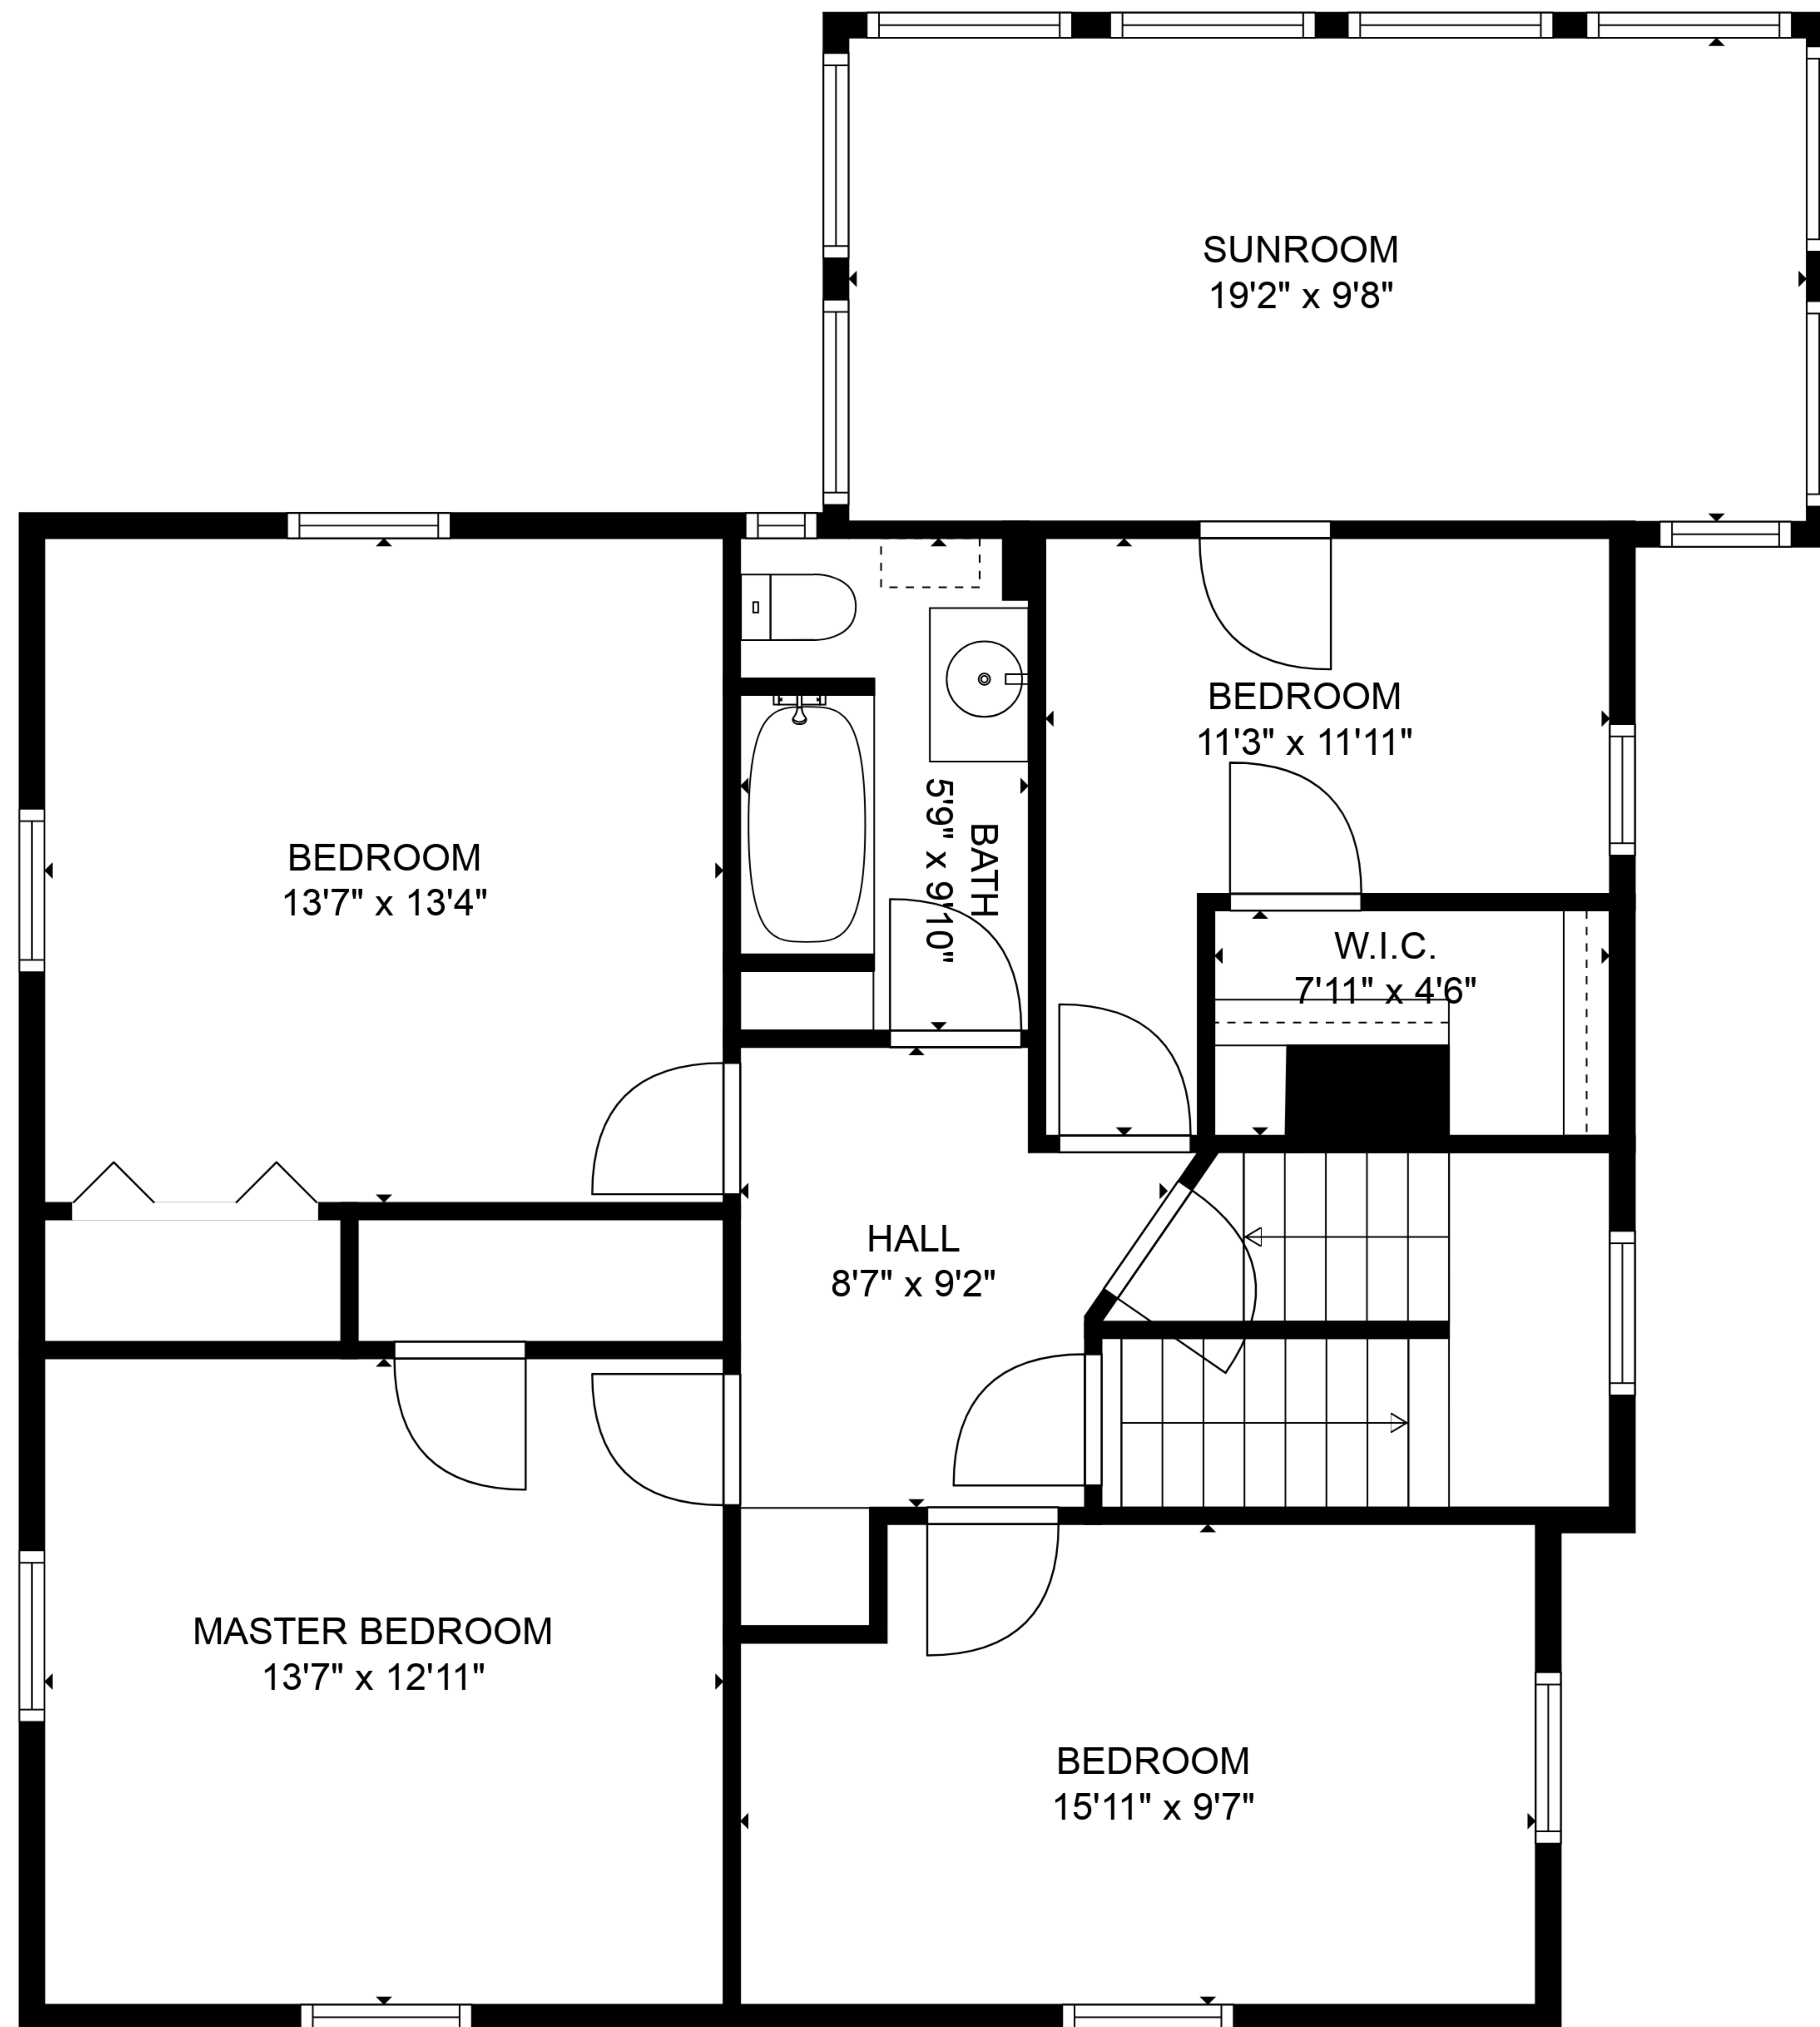 SUNROOM
19'2" x 9'8"
BEDROOM
11'3" x 11'11"
BEDROOM
13'7" x 13'4"
BATH
5'9" x 9'10"
W.I.C.
7'11" x 4'6"
HALL
8'7" x 9'2"
MASTER BEDROOM
13'7" x 12'11"
BEDROOM
15'11" x 9'7"